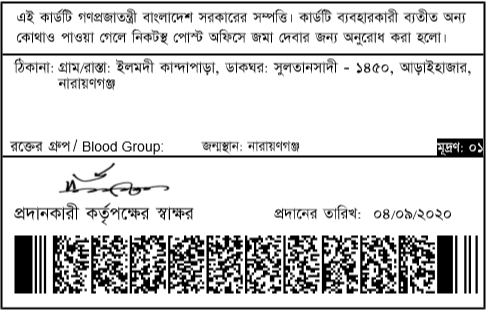 এই কার্ডটি গণপ্রজাতন্ত্রী বাংলাদেশ সরকারের সম্পত্তি। কার্ডটি ব্যবহারকারী ব্যতীত অন্য
কোথাও পাওয়া গেলে নিকটস্থ পোস্ট অফিসে জমা দেবার জন্য অনুরোধ করা হলো।
ঠিকানা: গ্রাম/রাস্তা: ইলমদী কান্দাপাড়া, ডাকঘর: সুলতানসাদী - ১৪৫০, আড়াইহাজার,
নারায়ণগঞ্জ
রক্তের গ্রুপ / Blood Group: জন্মস্থান: নারায়ণগঞ্জ মূদ্রণ: ০১
প্রদানকারী কর্তৃপক্ষের স্বাক্ষর প্রদানের তারিখ: ০৪/০৯/২০২০